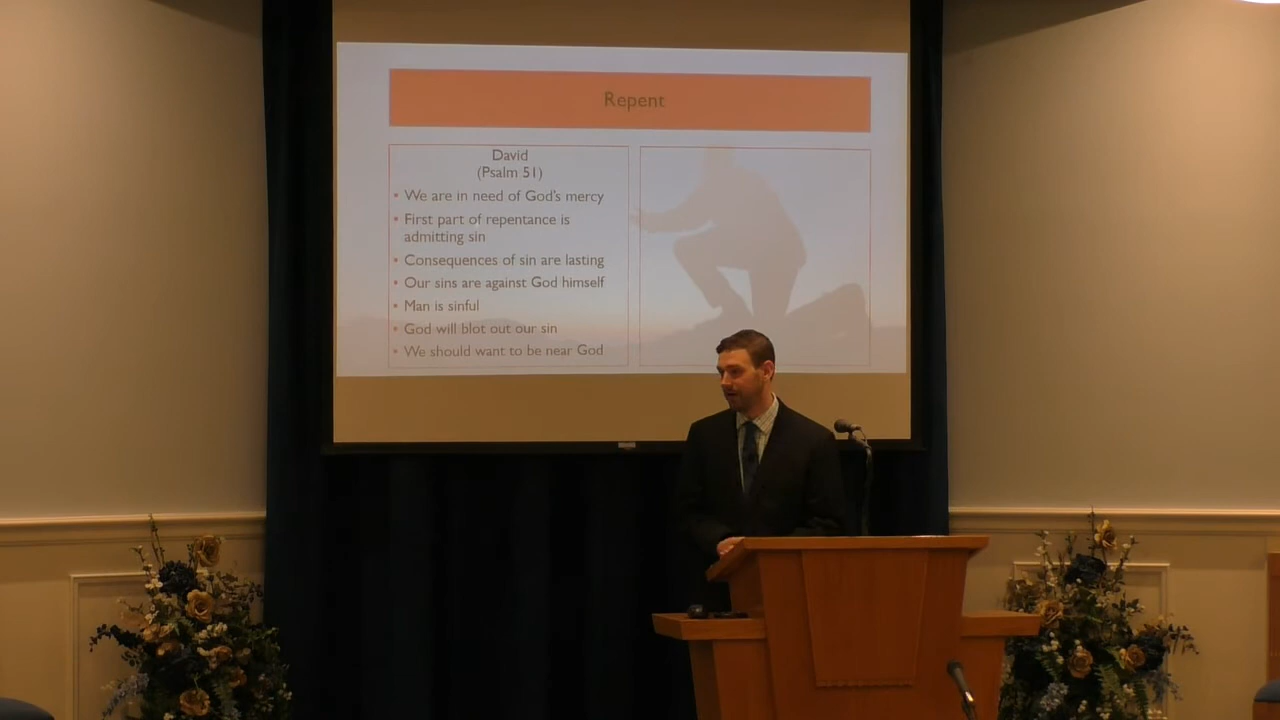 Repent
David
(Psalm 51)
• We are in need of God's mercy
• First part of repentance is
admitting sin
• Consequences of sin are lasting
• Our sins are against God himself
• Man is sinful
• God will blot out our sin
• We should want to be near God